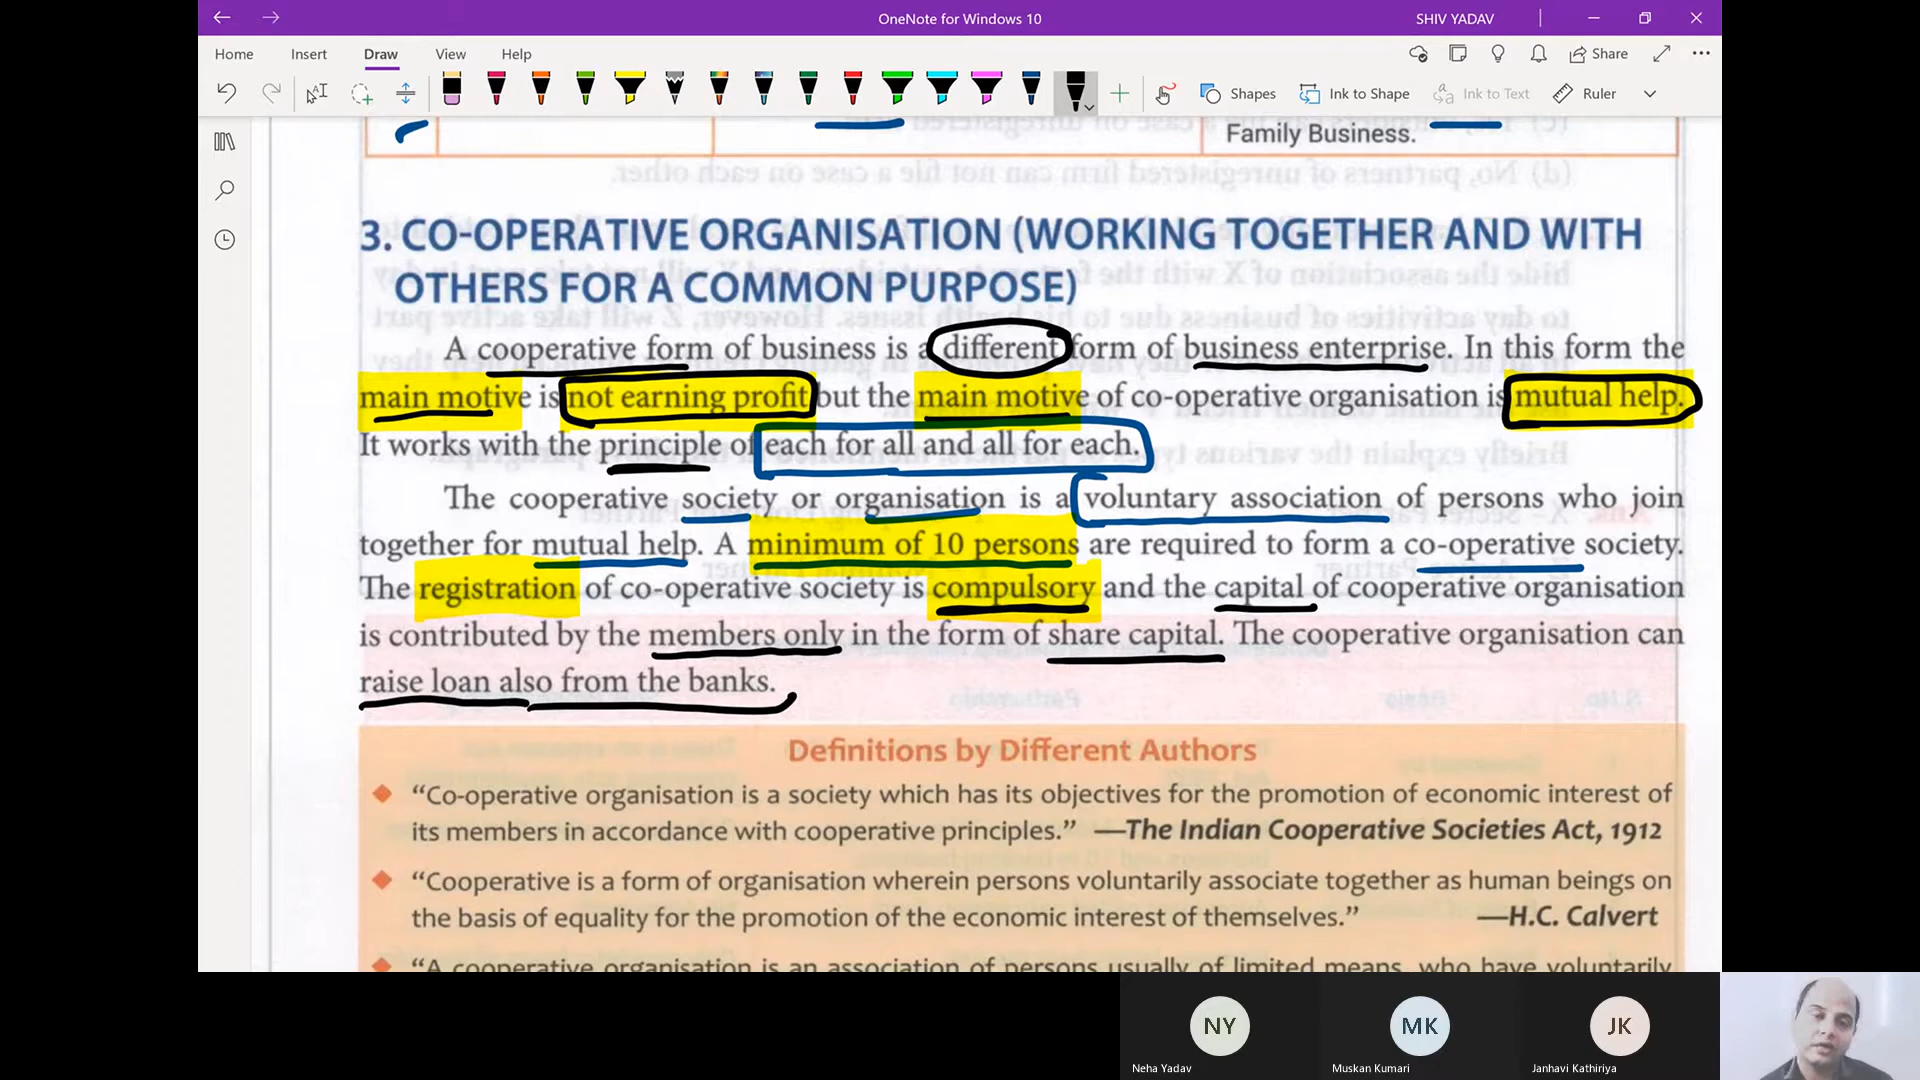 OneNote for Windows 10
SHIV YADAV
Home Insert Draw View Help
Share
Shapes Ink to Shape Ink to Text Ruler
Family Business.
3. CO-OPERATIVE ORGANISATION (WORKING TOGETHER AND WITH
OTHERS FOR A COMMON PURPOSE)
A cooperative form of business is a different form of business enterprise. In this form the
main motive is not earning profit but the main motive of co-operative organisation is mutual help.
It works with the principle of each for all and all for each.
The cooperative society or organisation is a voluntary association of persons who join
together for mutual help. A minimum of 10 persons are required to form a co-operative society.
The registration of co-operative society is compulsory and the capital of cooperative organisation
is contributed by the members only in the form of share capital. The cooperative organisation can
raise loan also from the banks.
Definitions by Different Authors
“Co-operative organisation is a society which has its objectives for the promotion of economic interest of
its members in accordance with cooperative principles.” —The Indian Cooperative Societies Act, 1912
“Cooperative is a form of organisation wherein persons voluntarily associate together as human beings on
the basis of equality for the promotion of the economic interest of themselves.” —H.C. Calvert
“A cooperative organisation is an association of persons usually of limited means, who have voluntarily
NY MK JK
Neha Yadav Muskan Kumari Janhavi Kathiriya